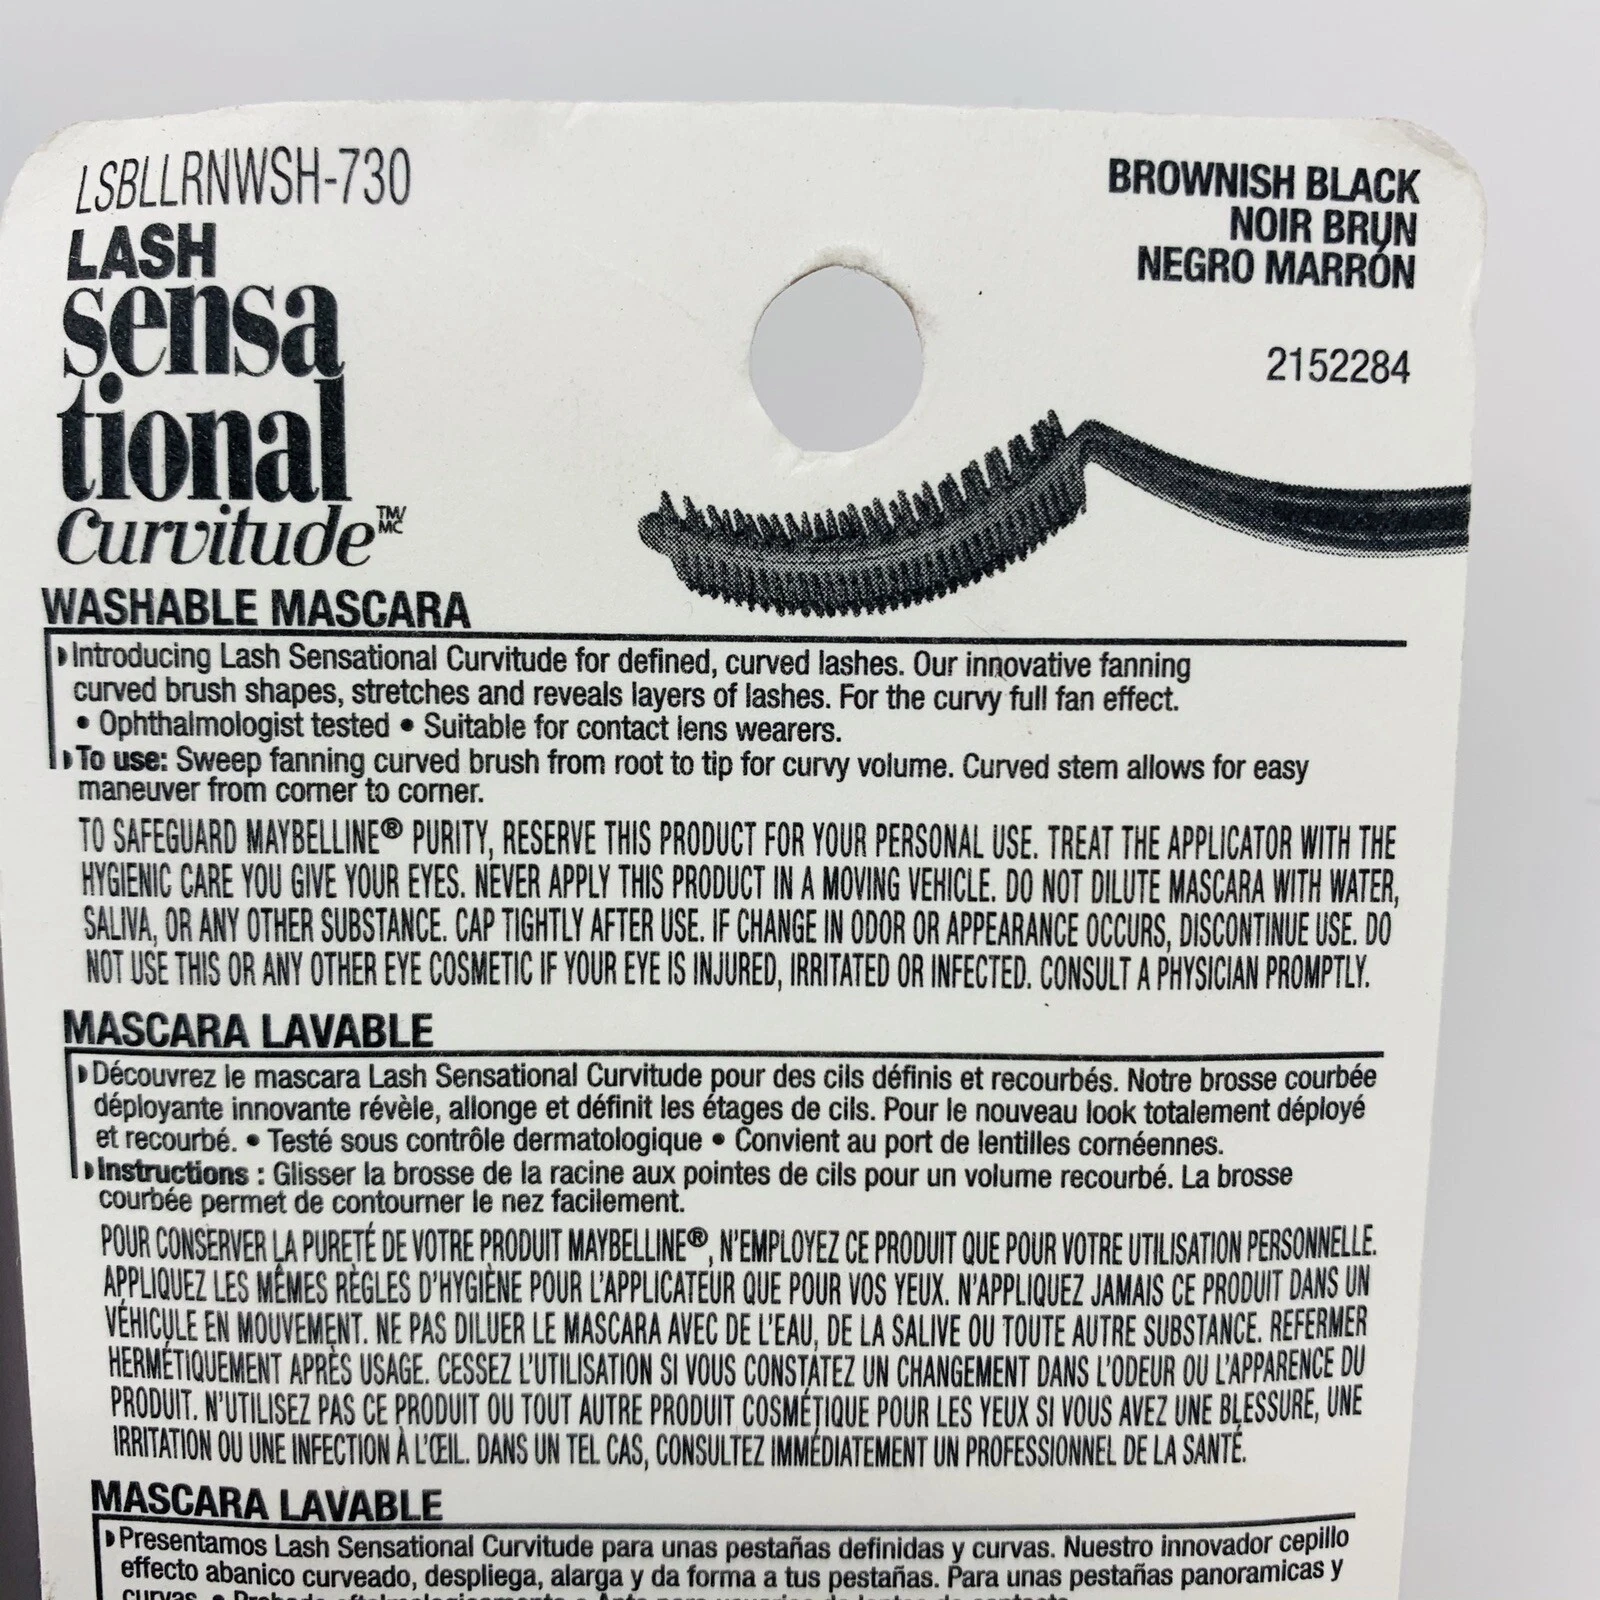 LSBLLRNWSH-730
BROWNISH BLACK
NOIR BRUN
NEGRO MARRÓN
2152284
LASH
sensa
tional
Curvitude™/MC
WASHABLE MASCARA
Introducing Lash Sensational Curvitude for defined, curved lashes. Our innovative fanning
curved brush shapes, stretches and reveals layers of lashes. For the curvy full fan effect.
• Ophthalmologist tested • Suitable for contact lens wearers.
To use: Sweep fanning curved brush from root to tip for curvy volume. Curved stem allows for easy
maneuver from corner to corner.
TO SAFEGUARD MAYBELLINE® PURITY, RESERVE THIS PRODUCT FOR YOUR PERSONAL USE. TREAT THE APPLICATOR WITH THE
HYGIENIC CARE YOU GIVE YOUR EYES. NEVER APPLY THIS PRODUCT IN A MOVING VEHICLE. DO NOT DILUTE MASCARA WITH WATER,
SALIVA, OR ANY OTHER SUBSTANCE. CAP TIGHTLY AFTER USE. IF CHANGE IN ODOR OR APPEARANCE OCCURS, DISCONTINUE USE. DO
NOT USE THIS OR ANY OTHER EYE COSMETIC IF YOUR EYE IS INJURED, IRRITATED OR INFECTED. CONSULT A PHYSICIAN PROMPTLY.
MASCARA LAVABLE
Découvrez le mascara Lash Sensational Curvitude pour des cils définis et recourbés. Notre brosse courbée
déployante innovante révèle, allonge et définit les étages de cils. Pour le nouveau look totalement déployé
et recourbé. • Testé sous contrôle dermatologique • Convient au port de lentilles cornéennes.
Instructions : Glisser la brosse de la racine aux pointes de cils pour un volume recourbé. La brosse
courbée permet de contourner le nez facilement.
POUR CONSERVER LA PURETÉ DE VOTRE PRODUIT MAYBELLINE®, N'EMPLOYEZ CE PRODUIT QUE POUR VOTRE UTILISATION PERSONNELLE.
APPLIQUEZ LES MÊMES RÈGLES D'HYGIÈNE POUR L'APPLICATEUR QUE POUR VOS YEUX. N'APPLIQUEZ JAMAIS CE PRODUIT DANS UN
VÉHICULE EN MOUVEMENT. NE PAS DILUER LE MASCARA AVEC DE L'EAU, DE LA SALIVE OU TOUTE AUTRE SUBSTANCE. REFERMER
HERMÉTIQUEMENT APRÈS USAGE. CESSEZ L'UTILISATION SI VOUS CONSTATEZ UN CHANGEMENT DANS L'ODEUR OU L'APPARENCE DU
PRODUIT. N'UTILISEZ PAS CE PRODUIT OU TOUT AUTRE PRODUIT COSMÉTIQUE POUR LES YEUX SI VOUS AVEZ UNE BLESSURE, UNE
IRRITATION OU UNE INFECTION À L'ŒIL. DANS UN TEL CAS, CONSULTEZ IMMÉDIATEMENT UN PROFESSIONNEL DE LA SANTÉ.
MASCARA LAVABLE
Presentamos Lash Sensational Curvitude para unas pestañas definidas y curvas. Nuestro innovador cepillo
effecto abanico curveado, despliega, alarga y da forma a tus pestañas. Para unas pestañas panoramicas y
curvas. • Probado oftalmologicamente • Apto para usuarios de lentes de contacto.